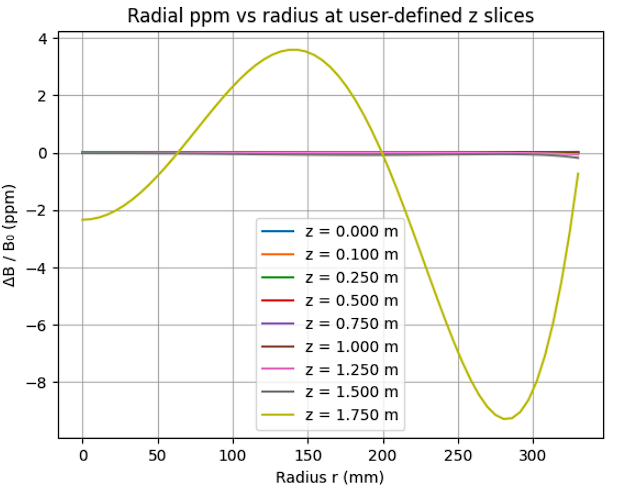 Radial ppm vs radius at user-defined z slices
4
2
0
−2
−4
−6
−8
ΔB / B₀ (ppm)
z = 0.000 m
z = 0.100 m
z = 0.250 m
z = 0.500 m
z = 0.750 m
z = 1.000 m
z = 1.250 m
z = 1.500 m
z = 1.750 m
0 50 100 150 200 250 300
Radius r (mm)